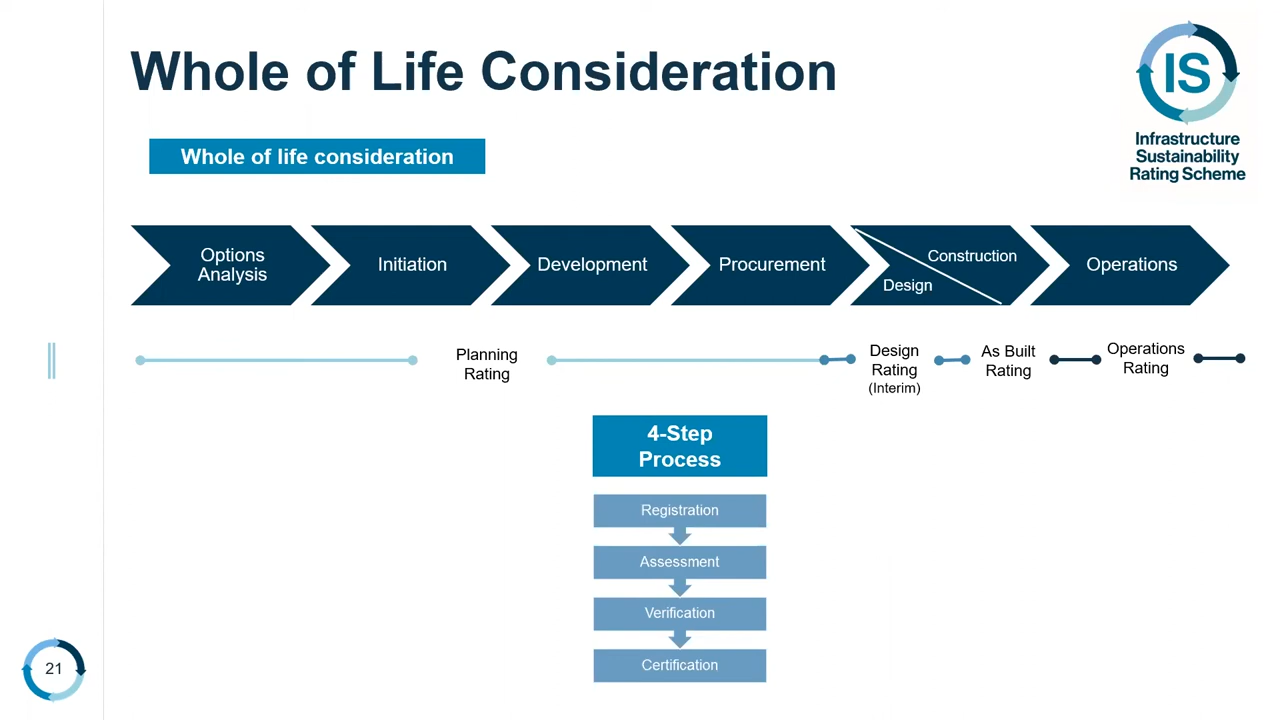 Whole of Life Consideration
IS
Infrastructure
Sustainability
Rating Scheme
Whole of life consideration
Options
Analysis
Initiation
Development
Procurement
Construction
Design
Operations
Planning
Rating
Design
Rating
(Interim)
As Built
Rating
Operations
Rating
4-Step
Process
Registration
Assessment
Verification
Certification
21